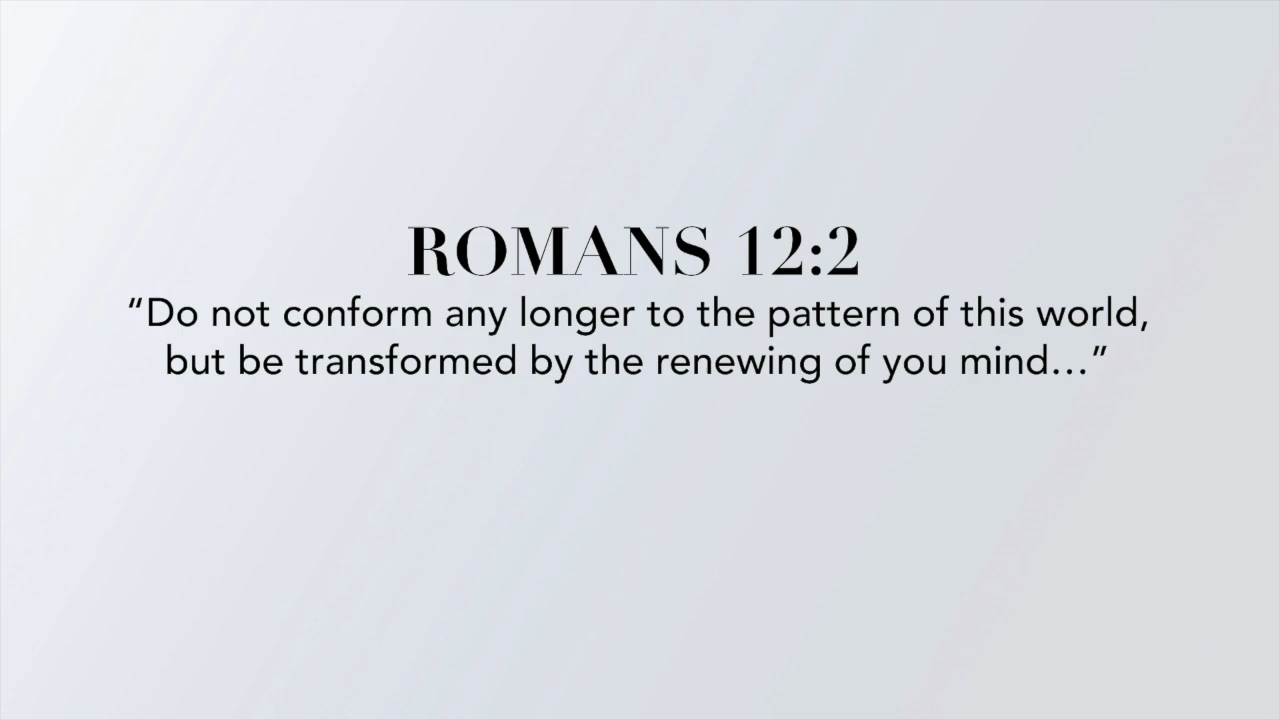 ROMANS 12:2
“Do not conform any longer to the pattern of this world,
but be transformed by the renewing of you mind…”